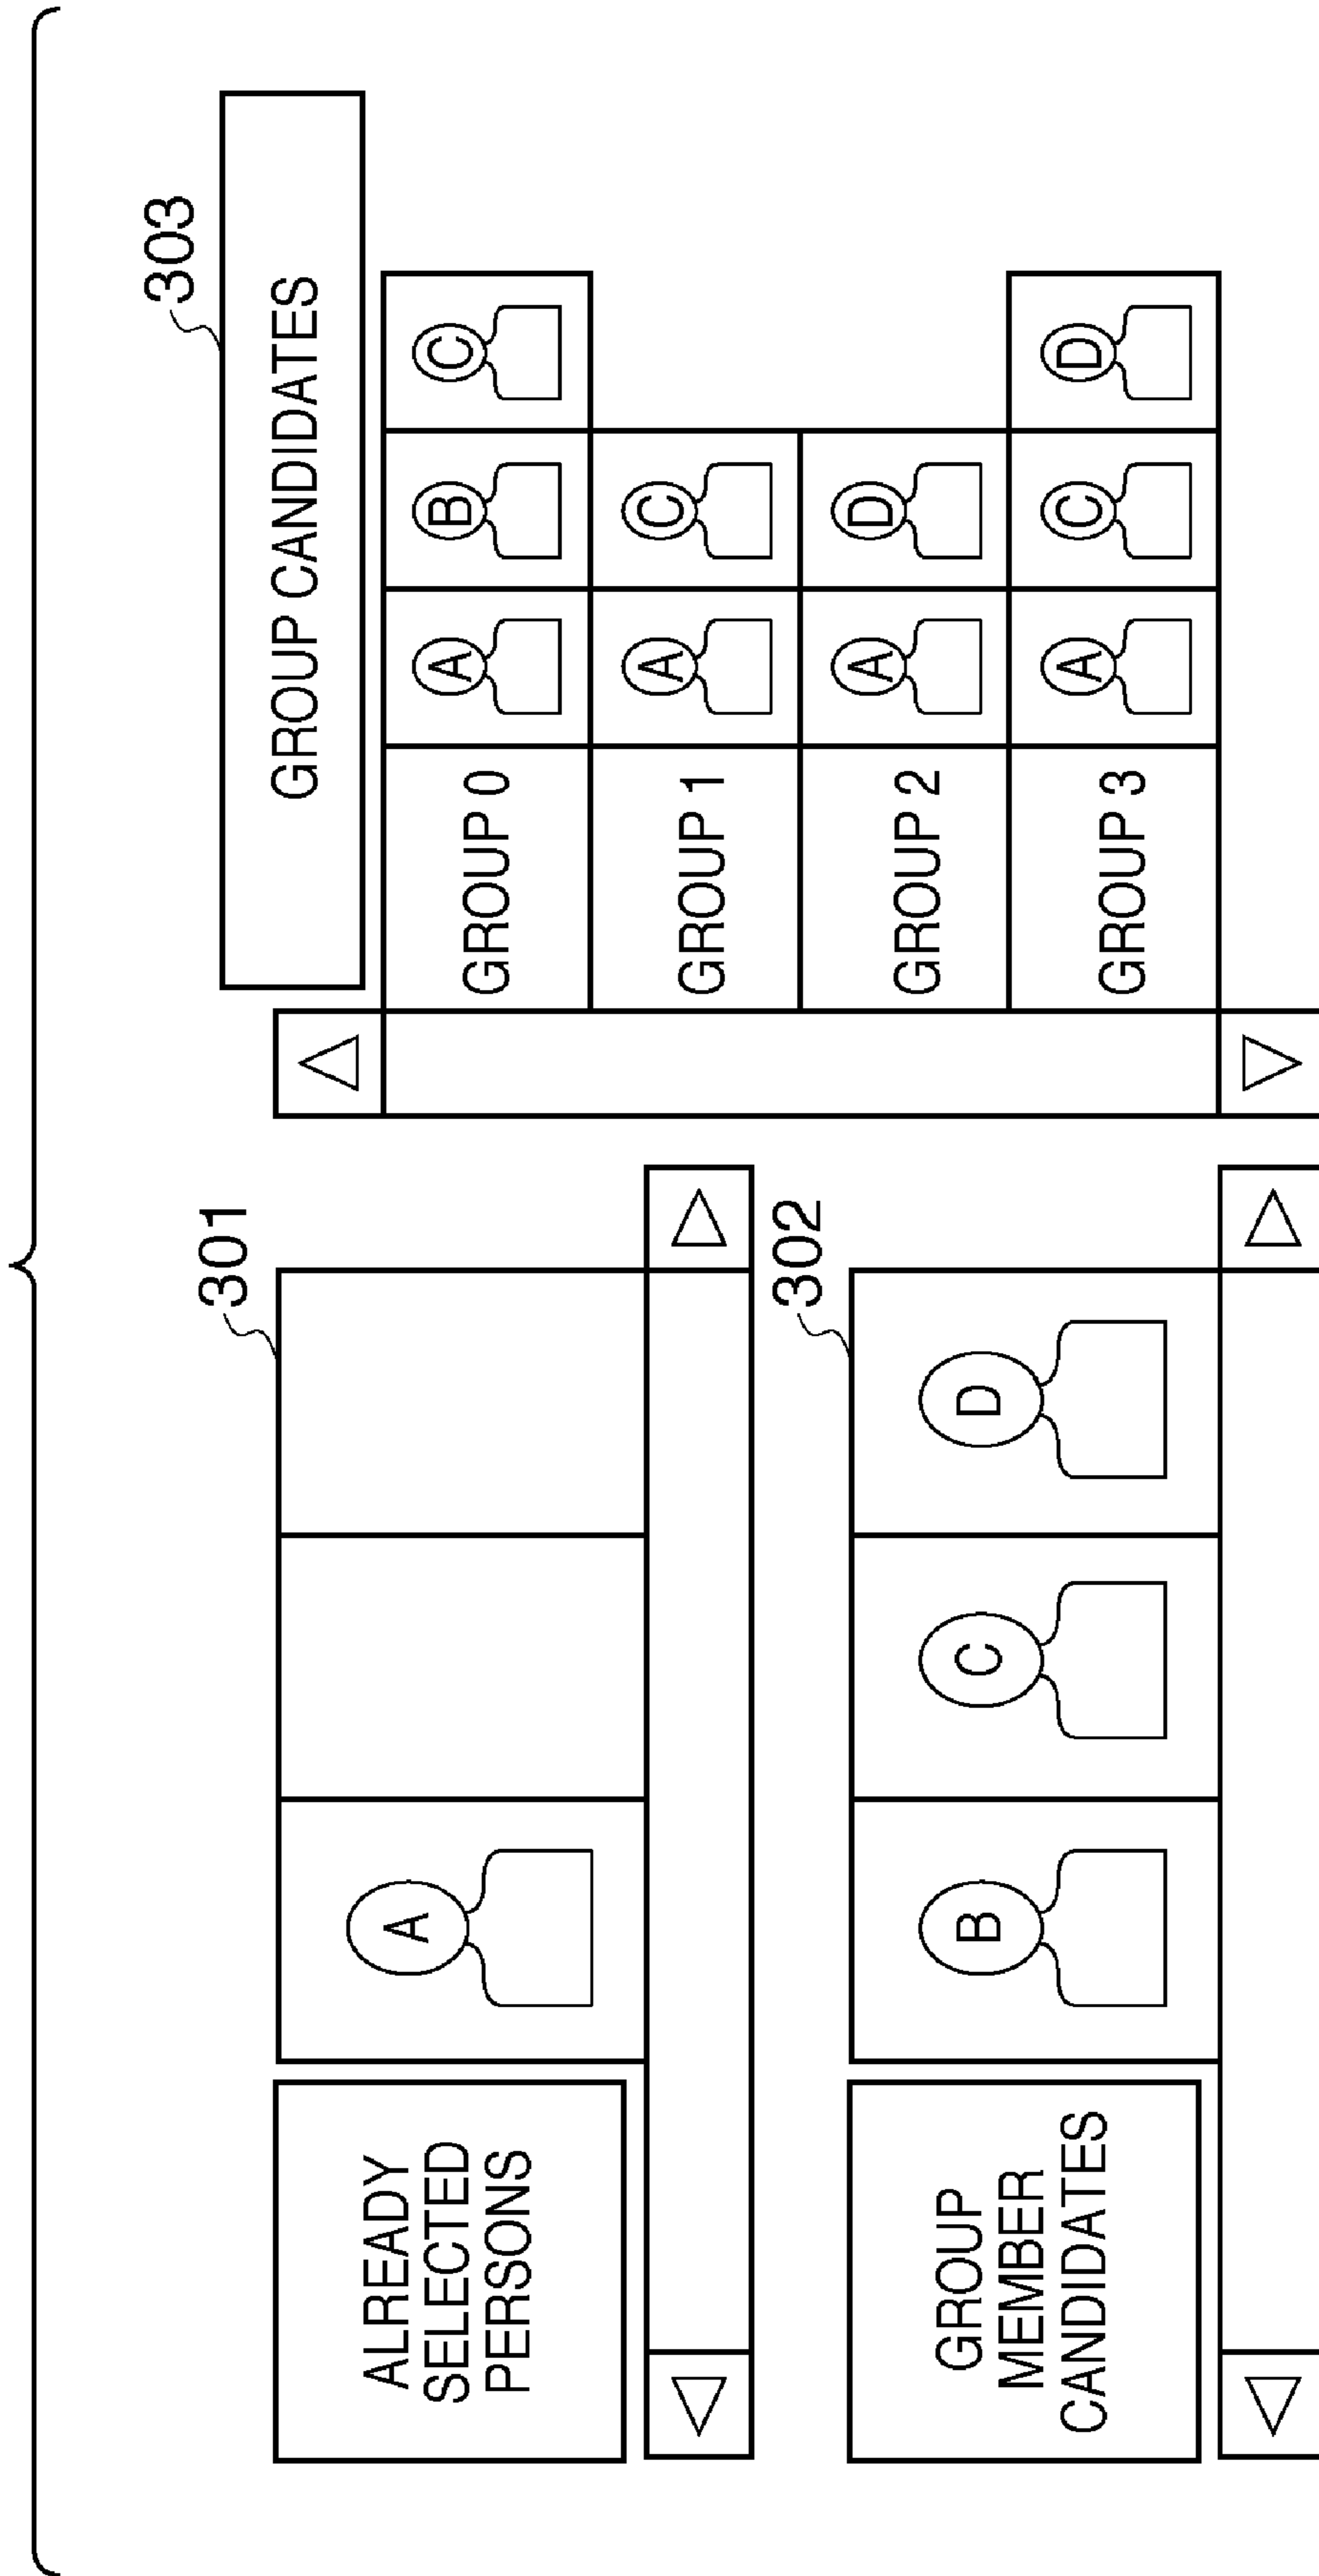 301
ALREADY
SELECTED
PERSONS
A
302
GROUP
MEMBER
CANDIDATES
B C D
303
GROUP CANDIDATES
GROUP 0 A B C
GROUP 1 A C
GROUP 2 A D
GROUP 3 A C D